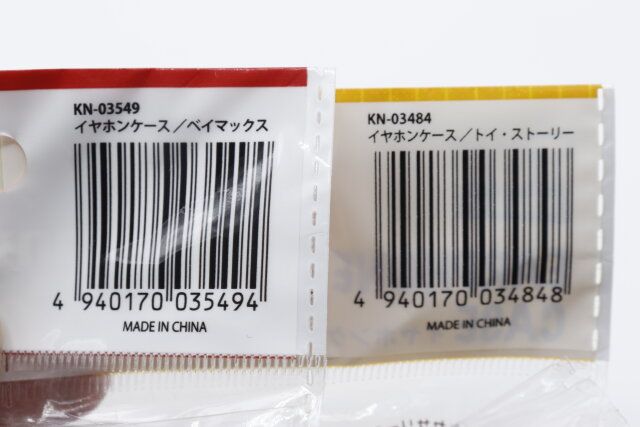 KN-03549
イヤホンケース／ベイマックス
4 940170 035494
MADE IN CHINA
KN-03484
イヤホンケース／トイ・ストーリー
4 940170 034848
MADE IN CHINA